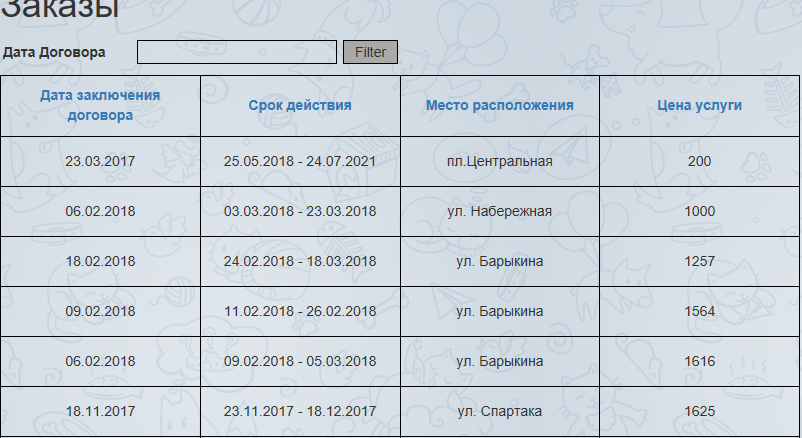 Заказы
Дата Договора Filter
Дата заключения договора Срок действия Место расположения Цена услуги
23.03.2017 25.05.2018 - 24.07.2021 пл.Центральная 200
06.02.2018 03.03.2018 - 23.03.2018 ул. Набережная 1000
18.02.2018 24.02.2018 - 18.03.2018 ул. Барыкина 1257
09.02.2018 11.02.2018 - 26.02.2018 ул. Барыкина 1564
06.02.2018 09.02.2018 - 05.03.2018 ул. Барыкина 1616
18.11.2017 23.11.2017 - 18.12.2017 ул. Спартака 1625